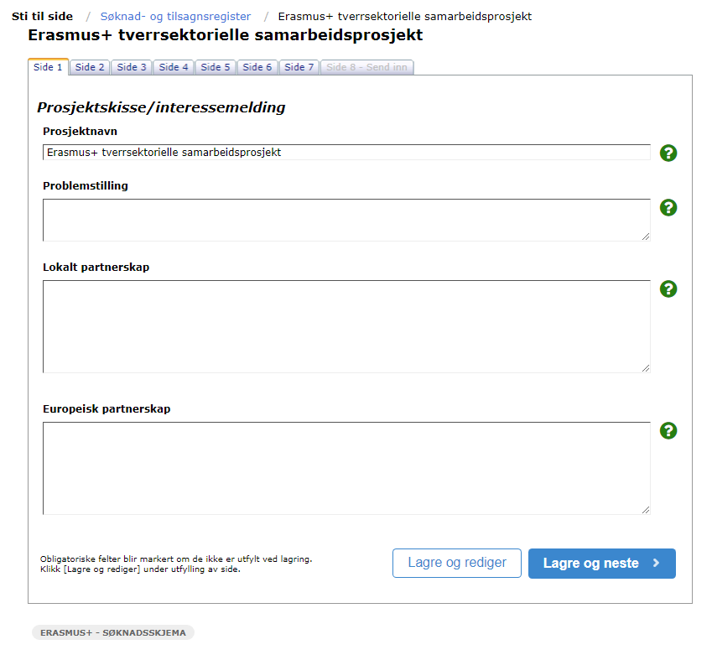 Sti til side / Søknad- og tilsagnsregister / Erasmus+ tverrsektorielle samarbeidsprosjekt
Erasmus+ tverrsektorielle samarbeidsprosjekt
Side 1 Side 2 Side 3 Side 4 Side 5 Side 6 Side 7 Side 8 - Send inn
Prosjektskisse/interessemelding
Prosjektnavn
Erasmus+ tverrsektorielle samarbeidsprosjekt
?
Problemstilling
?
Lokalt partnerskap
?
Europeisk partnerskap
?
Obligatoriske felter blir markert om de ikke er utfylt ved lagring.
Klikk [Lagre og rediger] under utfylling av side.
Lagre og rediger
Lagre og neste >
ERASMUS+ - SØKNADSSKJEMA